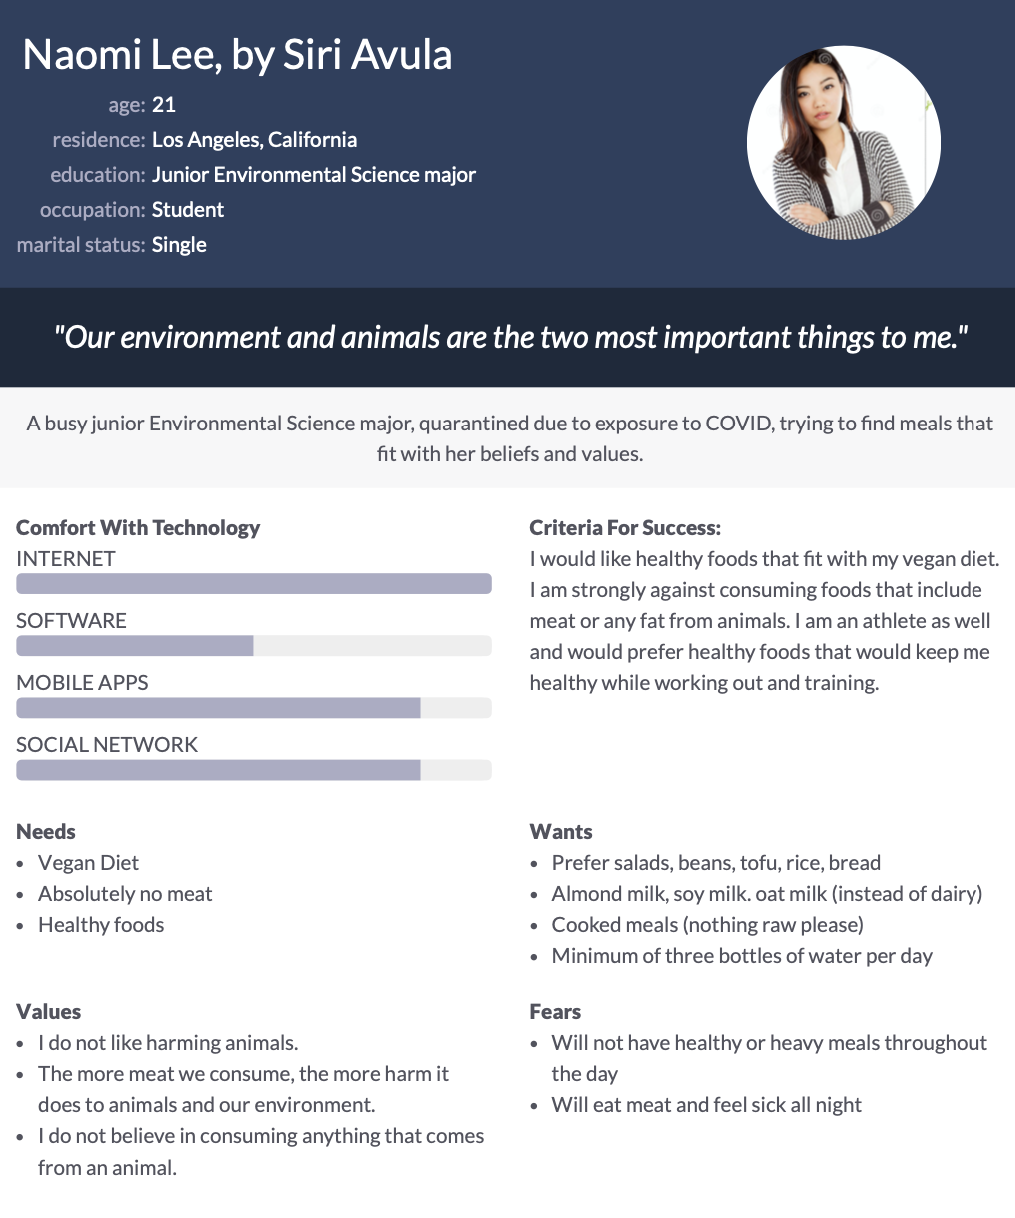 Naomi Lee, by Siri Avula
age: 21
residence: Los Angeles, California
education: Junior Environmental Science major
occupation: Student
marital status: Single
"Our environment and animals are the two most important things to me."
A busy junior Environmental Science major, quarantined due to exposure to COVID, trying to find meals that
fit with her beliefs and values.
Comfort With Technology
INTERNET
SOFTWARE
MOBILE APPS
SOCIAL NETWORK
Criteria For Success:
I would like healthy foods that fit with my vegan diet.
I am strongly against consuming foods that include
meat or any fat from animals. I am an athlete as well
and would prefer healthy foods that would keep me
healthy while working out and training.
Needs
• Vegan Diet
• Absolutely no meat
• Healthy foods
Wants
• Prefer salads, beans, tofu, rice, bread
• Almond milk, soy milk. oat milk (instead of dairy)
• Cooked meals (nothing raw please)
• Minimum of three bottles of water per day
Values
• I do not like harming animals.
• The more meat we consume, the more harm it
does to animals and our environment.
• I do not believe in consuming anything that comes
from an animal.
Fears
• Will not have healthy or heavy meals throughout
the day
• Will eat meat and feel sick all night